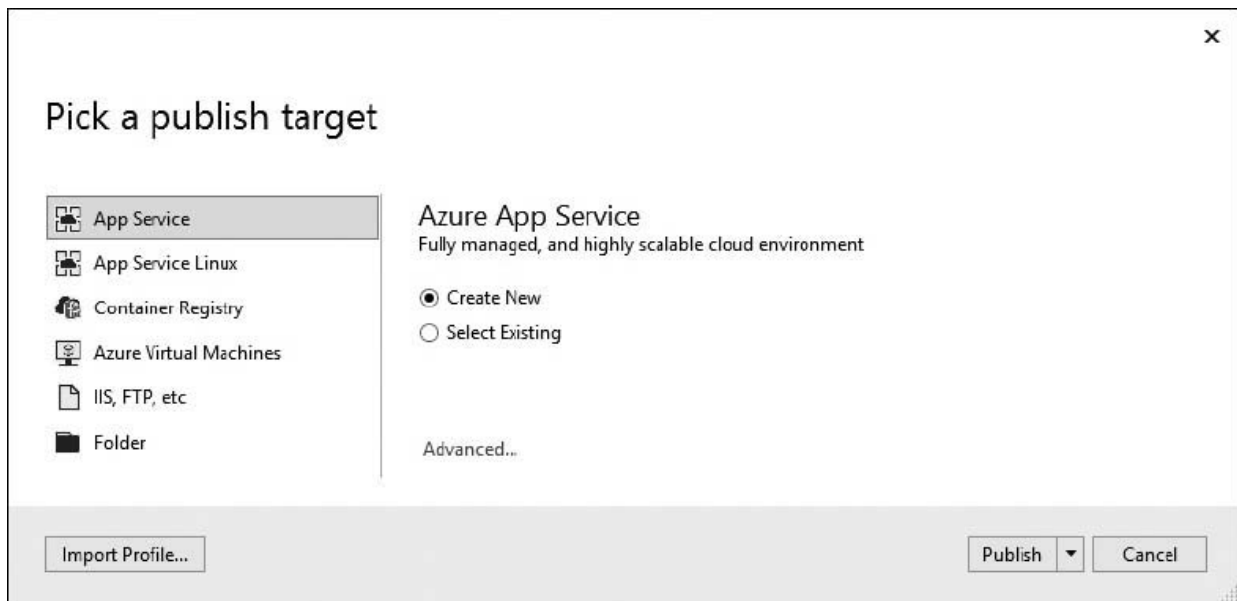 Pick a publish target
App Service
App Service Linux
Container Registry
Azure Virtual Machines
IIS, FTP, etc
Folder
Azure App Service
Fully managed, and highly scalable cloud environment
Create New
Select Existing
Advanced...
Import Profile...
Publish
Cancel